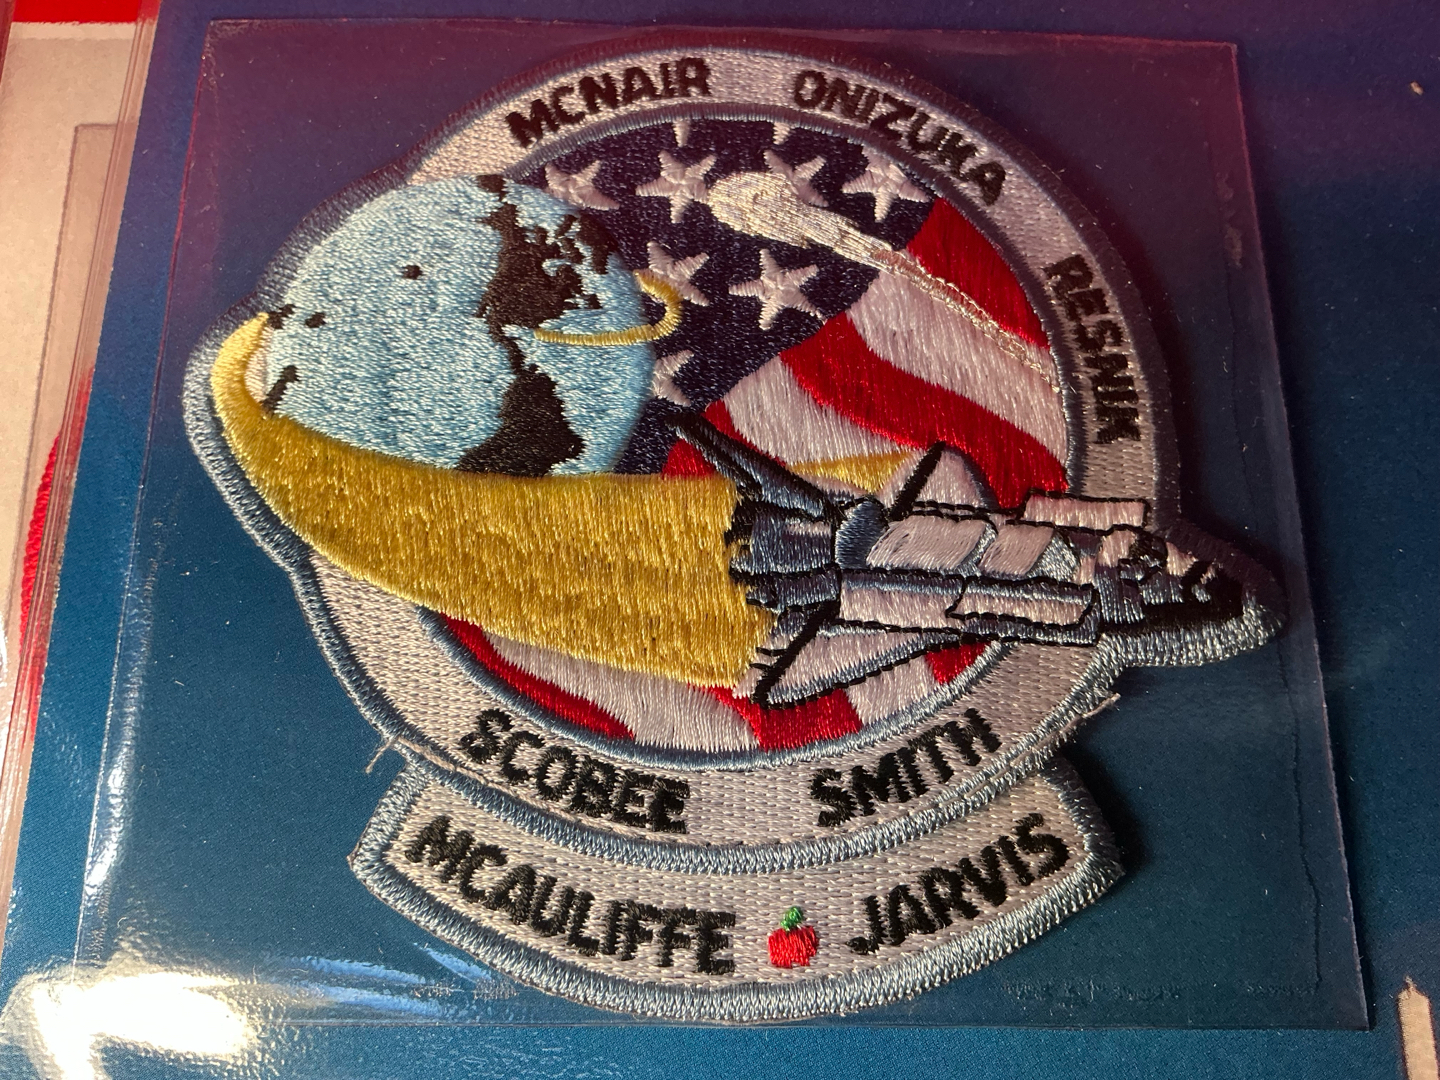 MCNAIR ONIZUKA RESNIK
SCOBEE SMITH
MCAULIFFE JARVIS